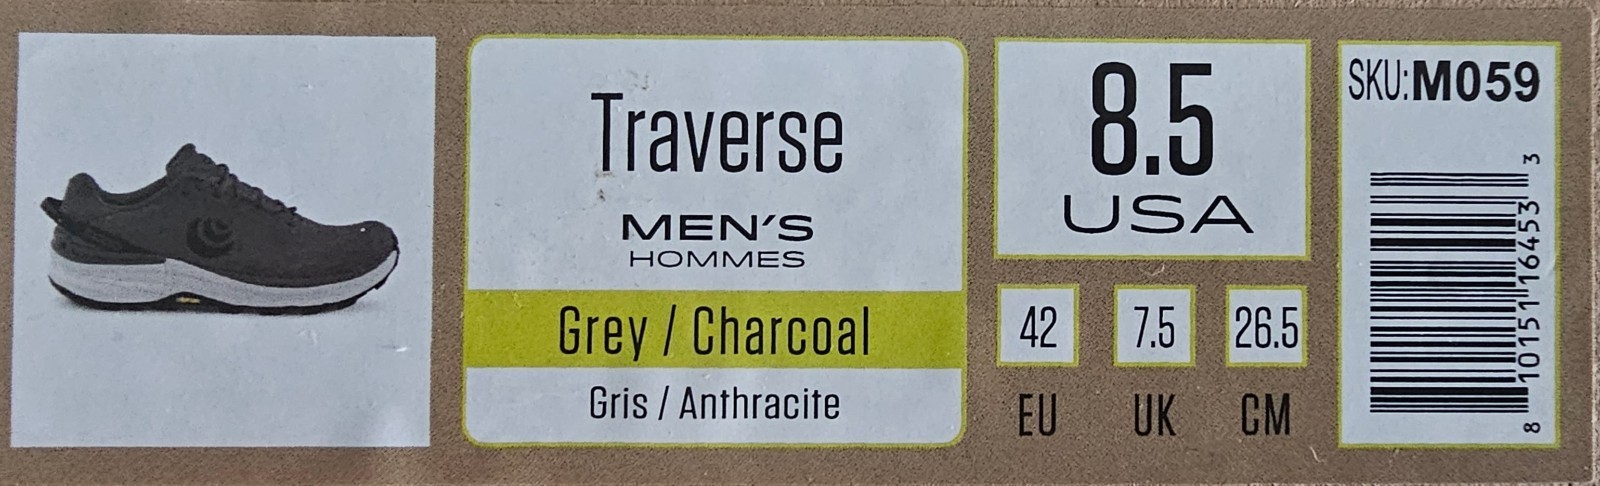 Traverse
MEN'S
HOMMES
Grey / Charcoal
Gris / Anthracite
8.5
USA
42
EU
7.5
UK
26.5
CM
SKU:M059
8 10151 16453 3